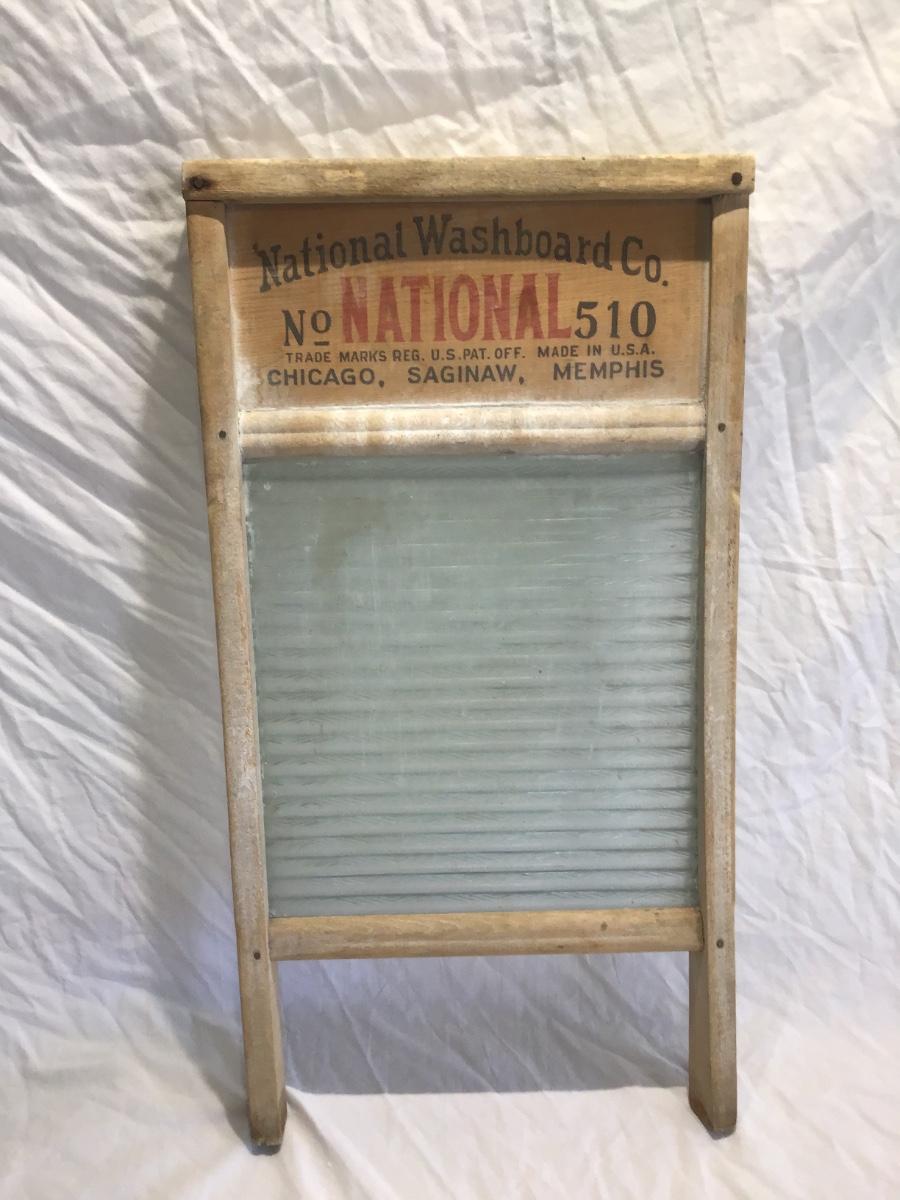 National Washboard Co.
No NATIONAL 510
TRADE MARKS REG. U.S. PAT. OFF. MADE IN U.S.A.
CHICAGO, SAGINAW, MEMPHIS